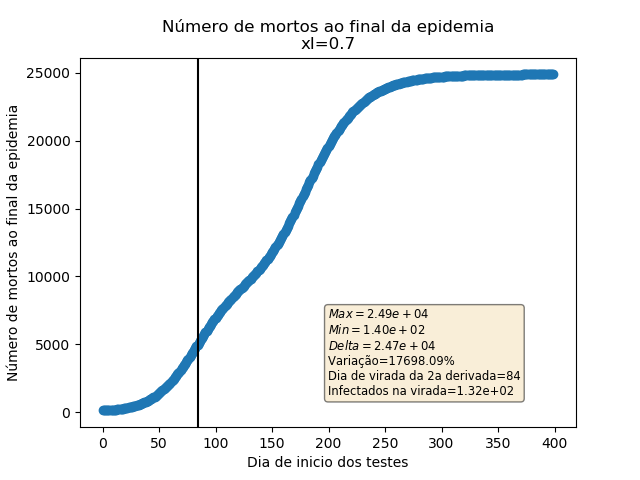 Número de mortos ao final da epidemia
xI=0.7
Número de mortos ao final da epidemia
25000
20000
15000
10000
5000
0
Max = 2.49e + 04
Min = 1.40e + 02
Delta = 2.47e + 04
Variação=17698.09%
Dia de virada da 2a derivada=84
Infectados na virada=1.32e+02
0 50 100 150 200 250 300 350 400
Dia de inicio dos testes